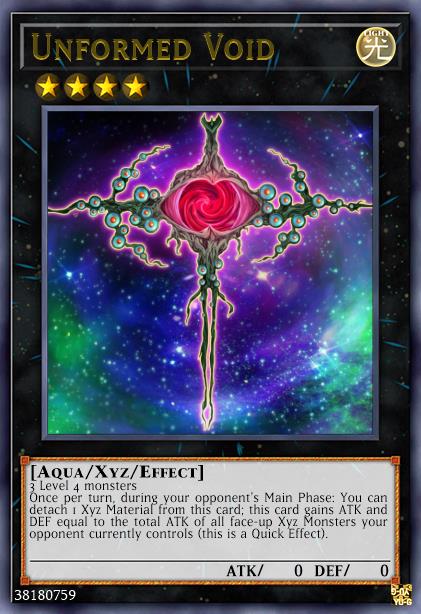 Unformed Void
LIGHT
光
[Aqua/Xyz/Effect]
3 Level 4 monsters
Once per turn, during your opponent's Main Phase: You can
detach 1 Xyz Material from this card; this card gains ATK and
DEF equal to the total ATK of all face-up Xyz Monsters your
opponent currently controls (this is a Quick Effect).
ATK/ 0 DEF/ 0
38180759